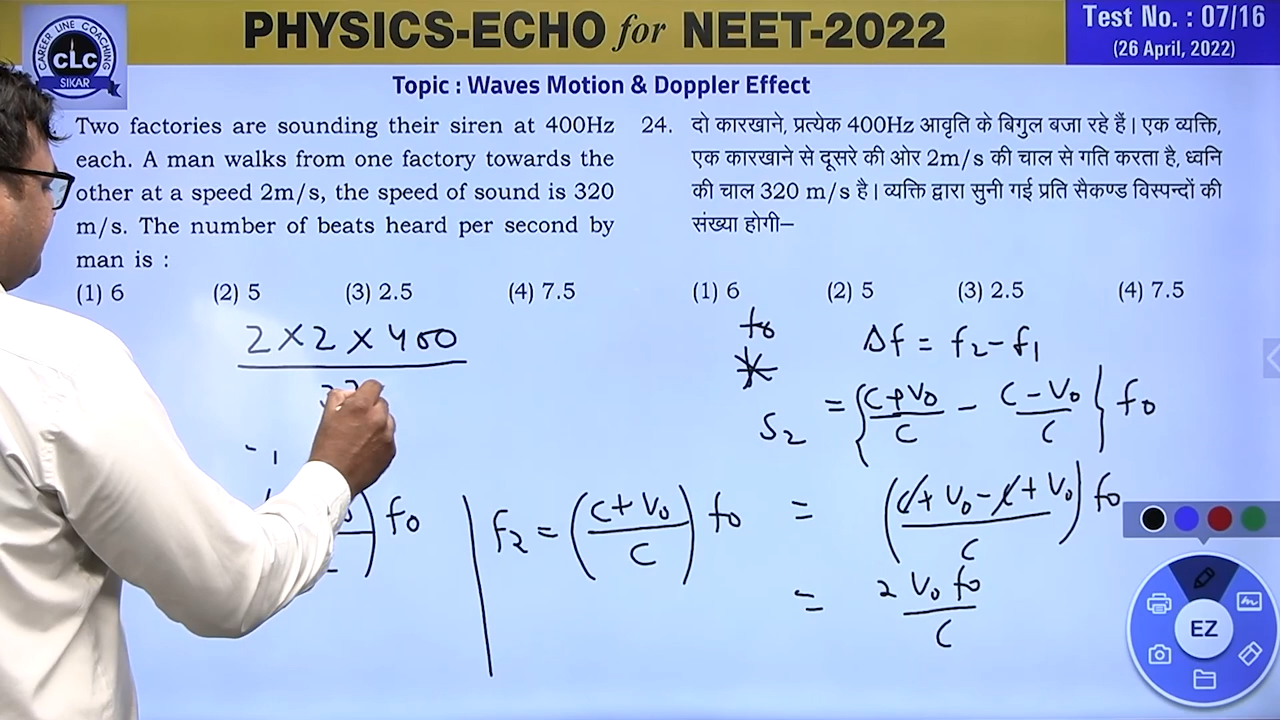 PHYSICS-ECHO for NEET-2022
Test No. : 07/16
(26 April, 2022)
CAREER LINE COACHING
CLC
SIKAR
Topic : Waves Motion & Doppler Effect
Two factories are sounding their siren at 400Hz
each. A man walks from one factory towards the
other at a speed 2m/s, the speed of sound is 320
m/s. The number of beats heard per second by
man is :
(1) 6 (2) 5 (3) 2.5 (4) 7.5
24. दो कारखाने, प्रत्येक 400Hz आवृति के बिगुल बजा रहे हैं। एक व्यक्ति,
एक कारखाने से दूसरे की ओर 2m/s की चाल से गति करता है, ध्वनि
की चाल 320 m/s है। व्यक्ति द्वारा सुनी गई प्रति सैकण्ड विस्पन्दों की
संख्या होगी–
(1) 6 (2) 5 (3) 2.5 (4) 7.5
2 × 2 × 400
f₀
f₀
S₂
f₂ = ((C + V₀)/C) f₀
Δf = f₂ - f₁
= {(C + V₀)/C - (C - V₀)/C} f₀
= ((C + V₀ - C + V₀)/C) f₀
= 2 V₀ f₀/C
EZ